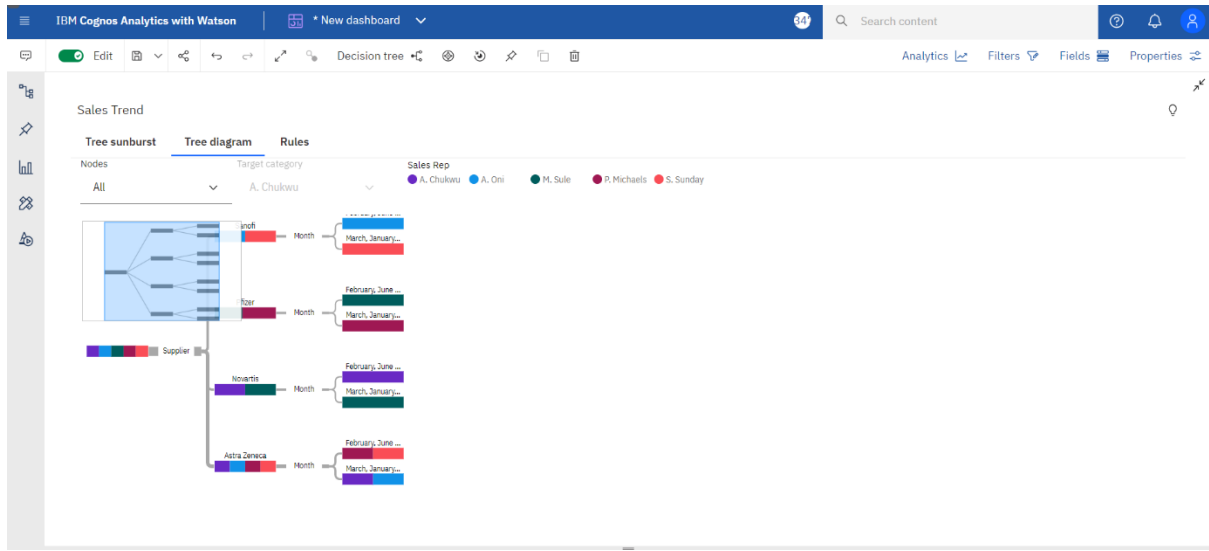 IBM Cognos Analytics with Watson
* New dashboard
Search content
Edit
Decision tree
Analytics
Filters
Fields
Properties
Sales Trend
Tree sunburst Tree diagram Rules
Nodes
Target category
Sales Rep
All
A. Chukwu
A. Chukwu A. Oni M. Sule P. Michaels S. Sunday
Month
March, January...
February, June ...
Month
March, January...
Supplier
February, June ...
Novartis
Month
March, January...
February, June ...
Astra Zeneca
Month
March, January...